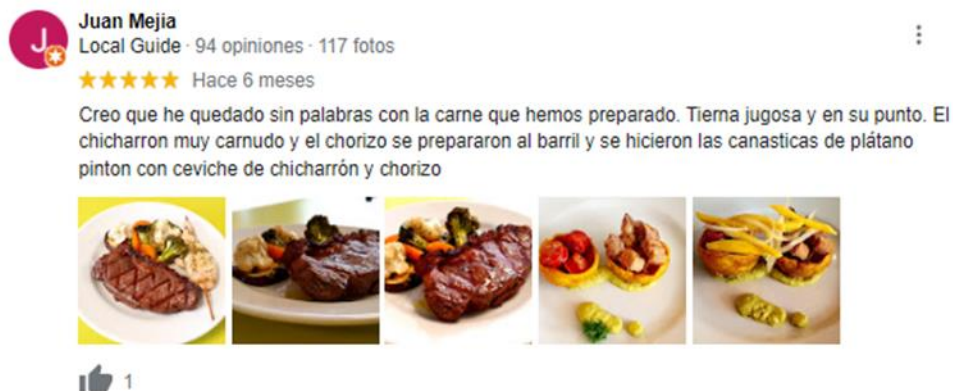 J
Juan Mejia
Local Guide · 94 opiniones · 117 fotos
Hace 6 meses
Creo que he quedado sin palabras con la carne que hemos preparado. Tierna jugosa y en su punto. El
chicharron muy carnudo y el chorizo se prepararon al barril y se hicieron las canasticas de plátano
pinton con ceviche de chicharrón y chorizo
1